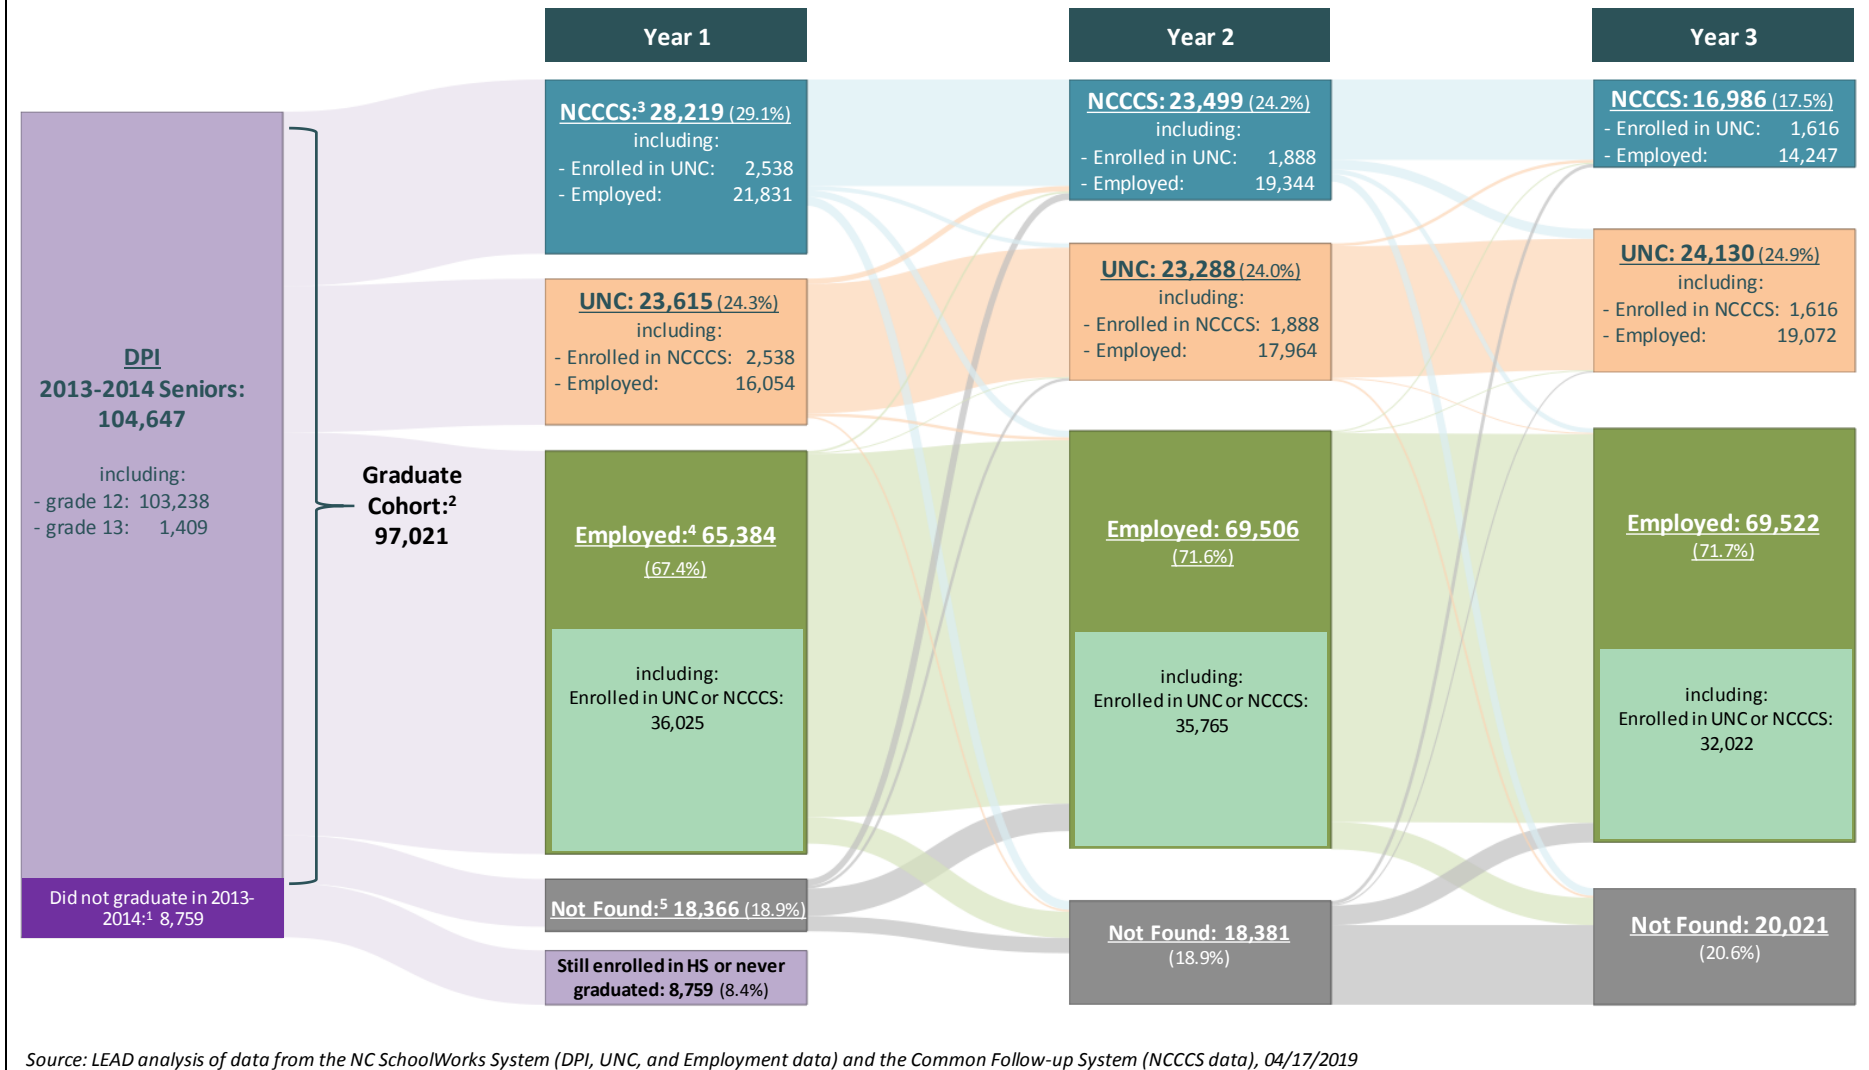 Year 1
Year 2
Year 3
DPI
2013-2014 Seniors:
104,647
including:
- grade 12: 103,238
- grade 13: 1,409
Did not graduate in 2013-
2014:¹ 8,759
Graduate
Cohort:²
97,021
NCCCS:³ 28,219 (29.1%)
including:
- Enrolled in UNC: 2,538
- Employed: 21,831
UNC: 23,615 (24.3%)
including:
- Enrolled in NCCCS: 2,538
- Employed: 16,054
Employed:⁴ 65,384
(67.4%)
including:
Enrolled in UNC or NCCCS:
36,025
Not Found:⁵ 18,366 (18.9%)
Still enrolled in HS or never
graduated: 8,759 (8.4%)
NCCCS: 23,499 (24.2%)
including:
- Enrolled in UNC: 1,888
- Employed: 19,344
UNC: 23,288 (24.0%)
including:
- Enrolled in NCCCS: 1,888
- Employed: 17,964
Employed: 69,506
(71.6%)
including:
Enrolled in UNC or NCCCS:
35,765
Not Found: 18,381
(18.9%)
NCCCS: 16,986 (17.5%)
- Enrolled in UNC: 1,616
- Employed: 14,247
UNC: 24,130 (24.9%)
including:
- Enrolled in NCCCS: 1,616
- Employed: 19,072
Employed: 69,522
(71.7%)
including:
Enrolled in UNC or NCCCS:
32,022
Not Found: 20,021
(20.6%)
Source: LEAD analysis of data from the NC SchoolWorks System (DPI, UNC, and Employment data) and the Common Follow-up System (NCCCS data), 04/17/2019